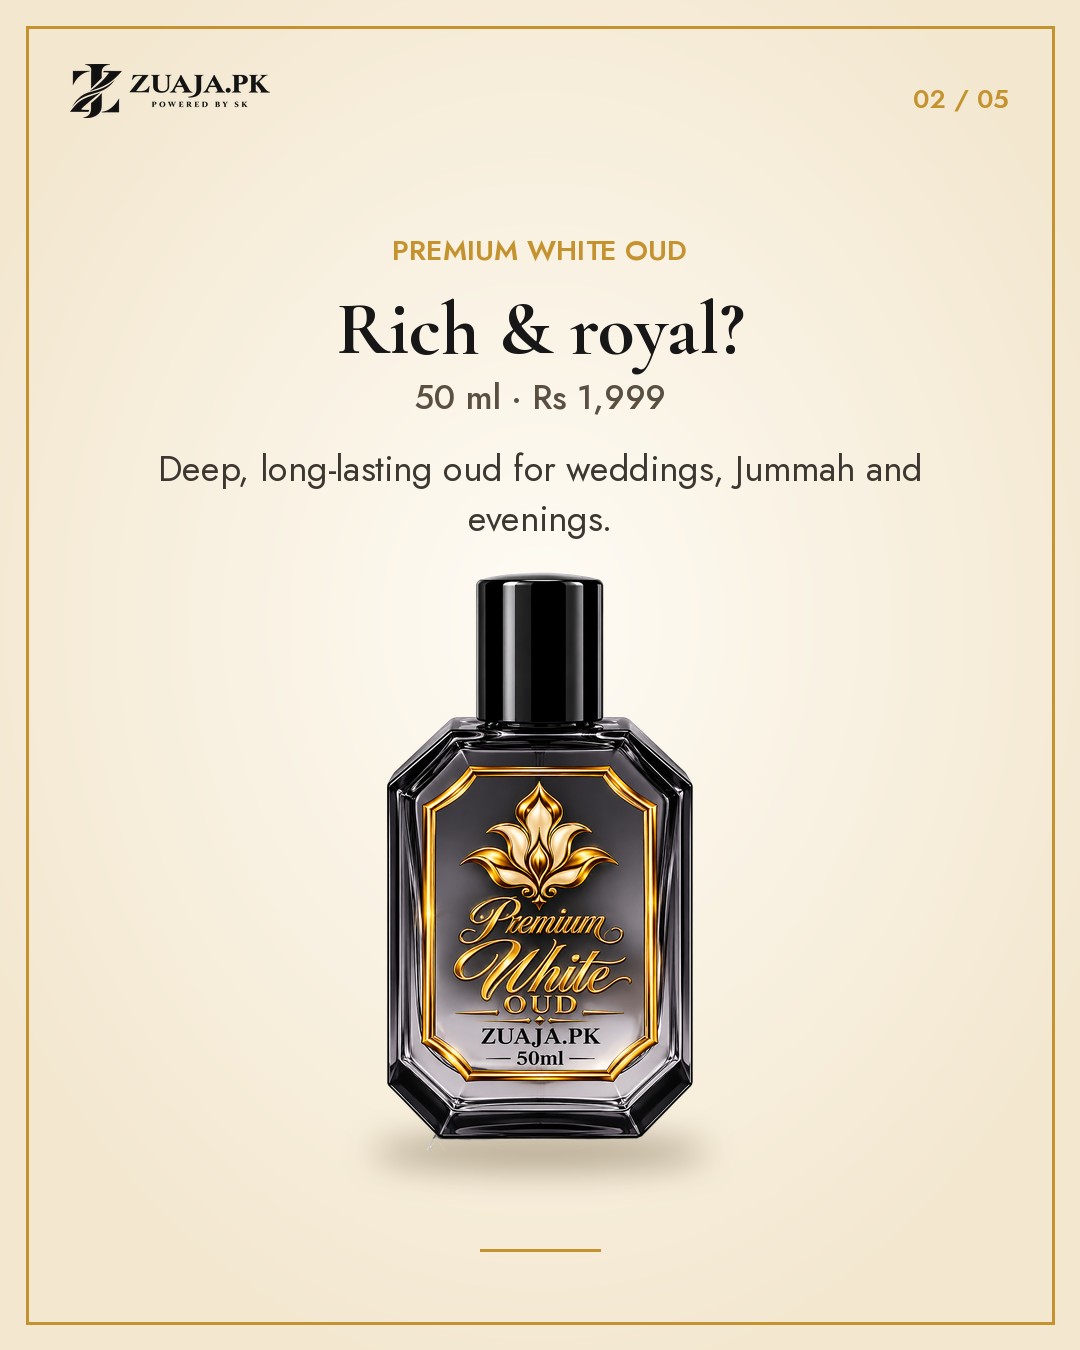 ZUAJA.PK
POWERED BY SK
02 / 05
PREMIUM WHITE OUD
Rich & royal?
50 ml · Rs 1,999
Deep, long-lasting oud for weddings, Jummah and
evenings.
Premium
White
OUD
ZUAJA.PK
50ml